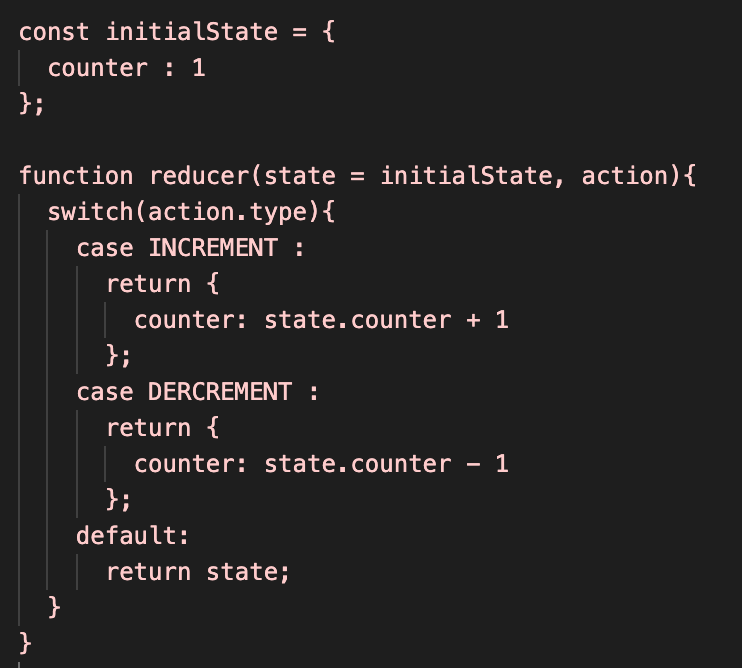 const initialState = {
  counter : 1
};

function reducer(state = initialState, action){
  switch(action.type){
    case INCREMENT :
      return {
        counter: state.counter + 1
      };
    case DERCREMENT :
      return {
        counter: state.counter - 1
      };
    default:
      return state;
  }
}